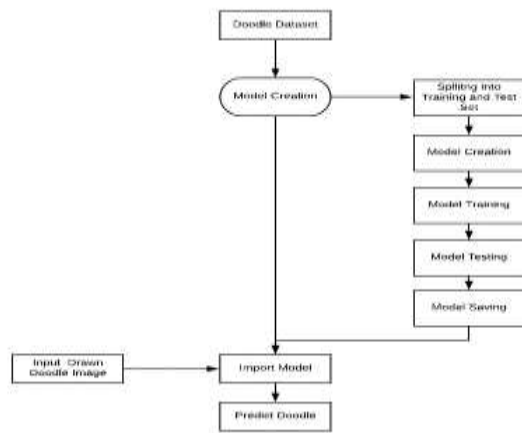 Doodle Dataset
Model Creation
Spliting into
Training and Test
Set
Model Creation
Model Training
Model Testing
Model Saving
Input Drawn
Doodle Image
Import Model
Predict Doodle